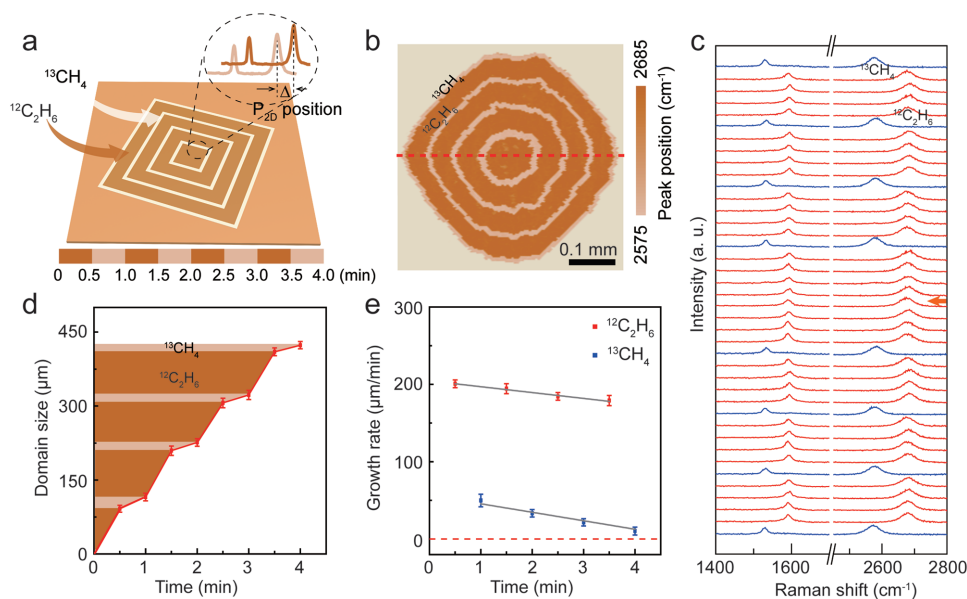 a
¹³CH₄
¹²C₂H₆
Δ
P₂D position
0 0.5 1.0 1.5 2.0 2.5 3.0 3.5 4.0 (min)
b
¹³CH₄
¹²C₂H₆
0.1 mm
2685
Peak position (cm⁻¹)
2575
c
¹³CH₄
¹²C₂H₆
Intensity (a. u.)
1400 1600 2600 2800
Raman shift (cm⁻¹)
d
450
300
150
0
Domain size (μm)
¹³CH₄
¹²C₂H₆
0 1 2 3 4
Time (min)
e
300
200
100
0
Growth rate (μm/min)
¹²C₂H₆
¹³CH₄
0 1 2 3 4
Time (min)